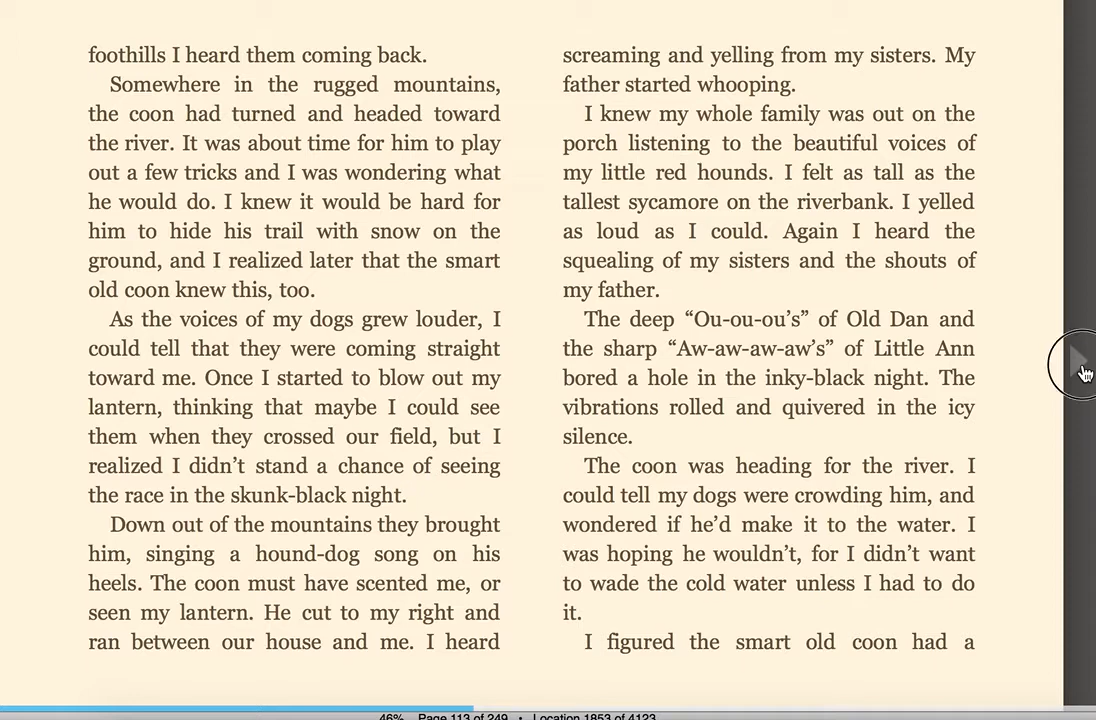 foothills I heard them coming back.
Somewhere in the rugged mountains,
the coon had turned and headed toward
the river. It was about time for him to play
out a few tricks and I was wondering what
he would do. I knew it would be hard for
him to hide his trail with snow on the
ground, and I realized later that the smart
old coon knew this, too.
As the voices of my dogs grew louder, I
could tell that they were coming straight
toward me. Once I started to blow out my
lantern, thinking that maybe I could see
them when they crossed our field, but I
realized I didn’t stand a chance of seeing
the race in the skunk-black night.
Down out of the mountains they brought
him, singing a hound-dog song on his
heels. The coon must have scented me, or
seen my lantern. He cut to my right and
ran between our house and me. I heard
screaming and yelling from my sisters. My
father started whooping.
I knew my whole family was out on the
porch listening to the beautiful voices of
my little red hounds. I felt as tall as the
tallest sycamore on the riverbank. I yelled
as loud as I could. Again I heard the
squealing of my sisters and the shouts of
my father.
The deep “Ou-ou-ou’s” of Old Dan and
the sharp “Aw-aw-aw-aw’s” of Little Ann
bored a hole in the inky-black night. The
vibrations rolled and quivered in the icy
silence.
The coon was heading for the river. I
could tell my dogs were crowding him, and
wondered if he’d make it to the water. I
was hoping he wouldn’t, for I didn’t want
to wade the cold water unless I had to do
it.
I figured the smart old coon had a
46% Page 113 of 249 • Location 1853 of 4123